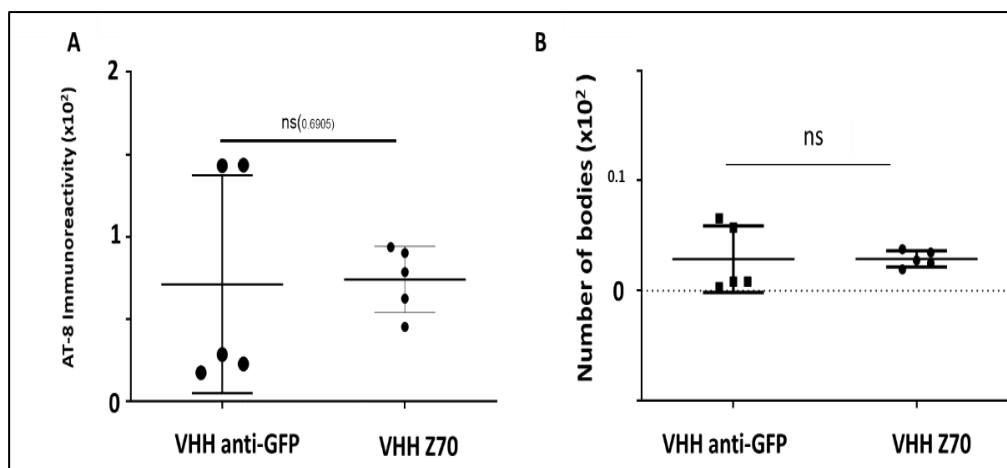 A
AT-8 Immunoreactivity (x10²)
2
1
0
ns(0.6905)
VHH anti-GFP
VHH Z70
B
Number of bodies (x10² )
0.1
0
ns
VHH anti-GFP
VHH Z70